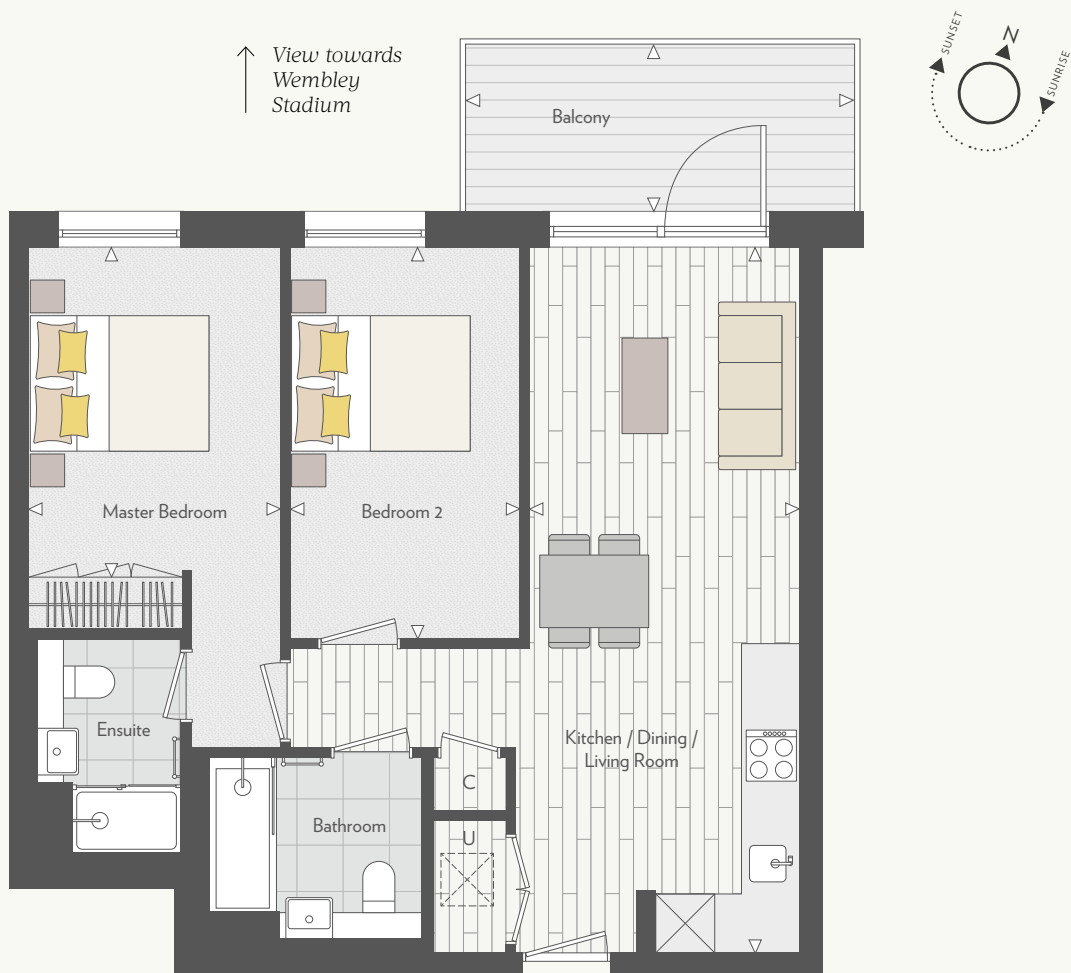 View towards
Wembley
Stadium
SUNSET
N
SUNRISE
Balcony
Master Bedroom
Bedroom 2
Ensuite
Kitchen / Dining /
Living Room
C
Bathroom
U